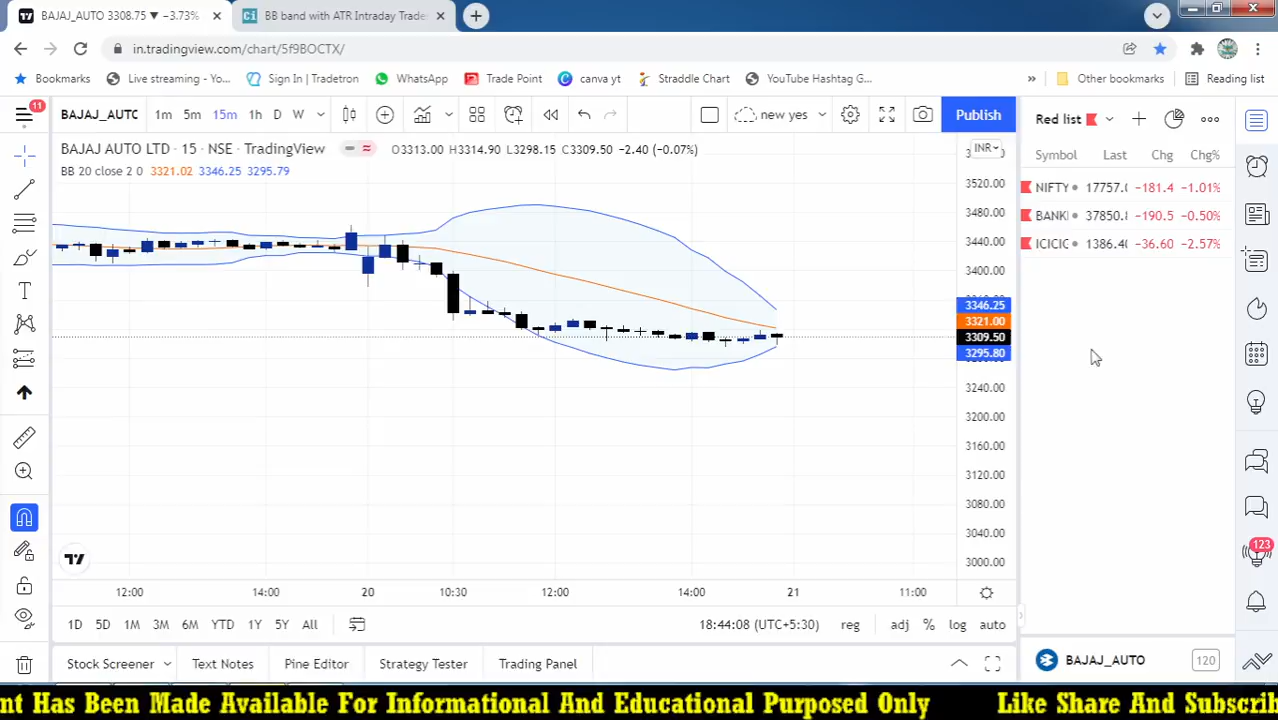 BAJAJ_AUTO 3308.75 ▼ −3.73%
BB band with ATR Intraday Trade
in.tradingview.com/chart/5f9BOCTX/
Bookmarks
Live streaming - Yo...
Sign In | Tradetron
WhatsApp
Trade Point
canva yt
Straddle Chart
YouTube Hashtag G...
»
Other bookmarks
Reading list
11
BAJAJ_AUTO
1m 5m 15m 1h D W
new yes
Publish
Red list
BAJAJ AUTO LTD · 15 · NSE · TradingView
O3313.00 H3314.90 L3298.15 C3309.50 −2.40 (−0.07%)
INR
BB 20 close 2 0 3321.02 3346.25 3295.79
Symbol Last Chg Chg%
NIFTY 17757.( −181.4 −1.01%
BANKI 37850.8 −190.5 −0.50%
ICICIC 1386.40 −36.60 −2.57%
3520.00
3480.00
3440.00
3400.00
3346.25
3321.00
3309.50
3295.80
3240.00
3200.00
3160.00
3120.00
3080.00
3040.00
3000.00
123
12:00 14:00 20 10:30 12:00 14:00 21 11:00
1D 5D 1M 3M 6M YTD 1Y 5Y All
18:44:08 (UTC+5:30) reg adj % log auto
Stock Screener Text Notes Pine Editor Strategy Tester Trading Panel
BAJAJ_AUTO 120
nt Has Been Made Available For Informational And Educational Purposed Only Like Share And Subscrib